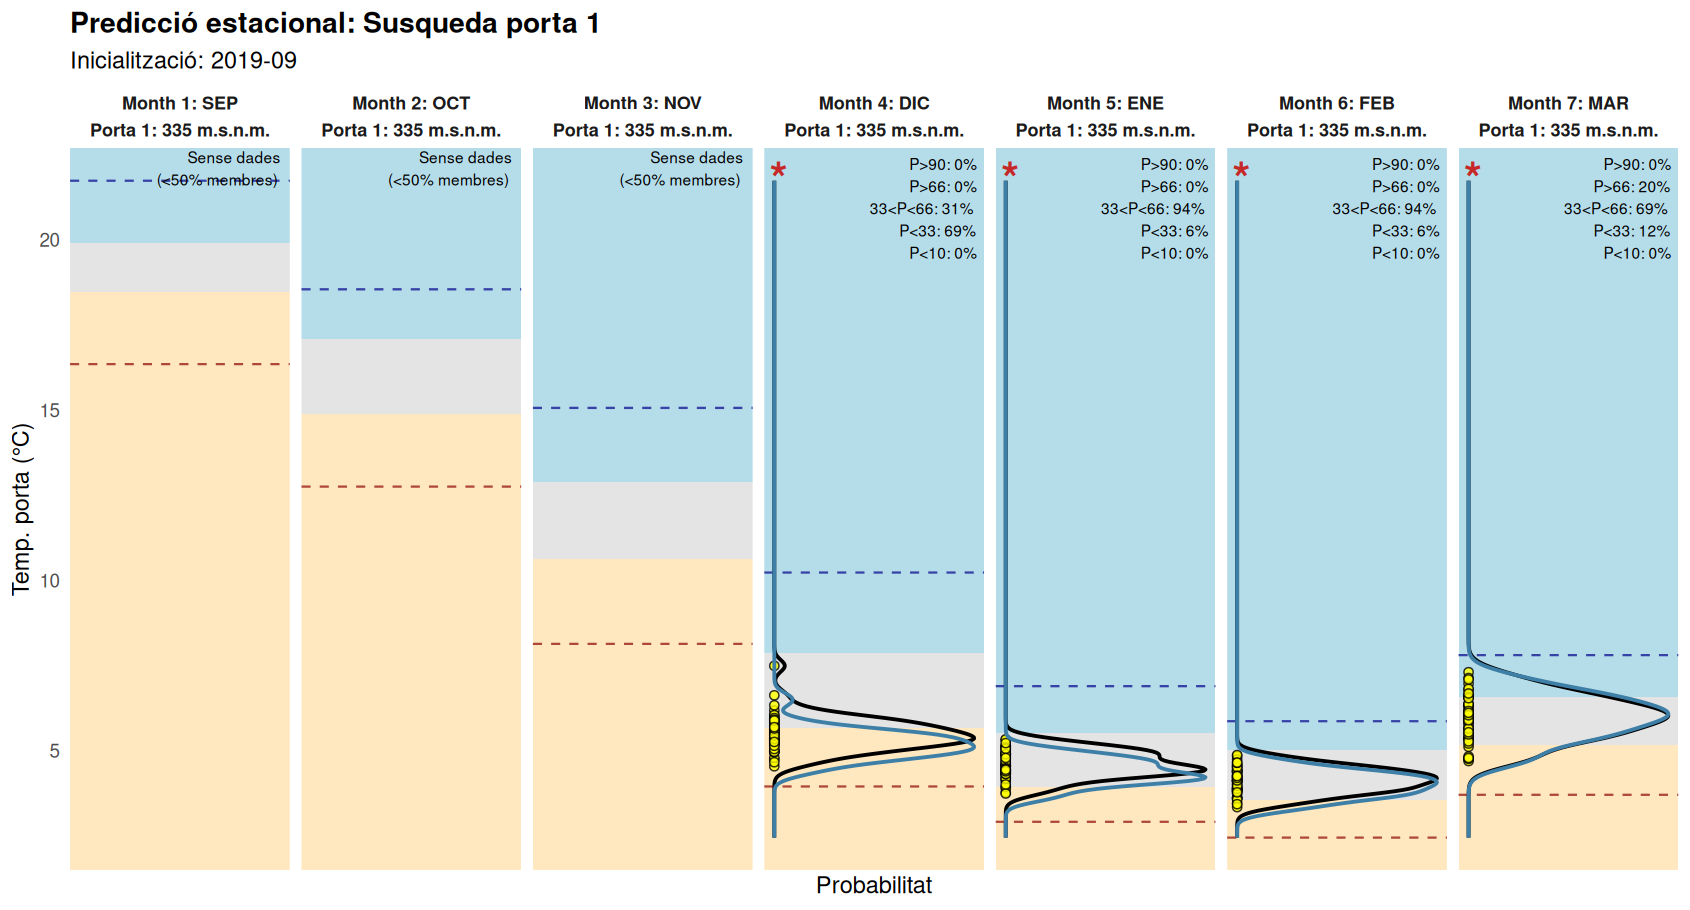 Predicció estacional: Susqueda porta 1
Inicialització: 2019-09
Month 1: SEP
Porta 1: 335 m.s.n.m.
Month 2: OCT
Porta 1: 335 m.s.n.m.
Month 3: NOV
Porta 1: 335 m.s.n.m.
Month 4: DIC
Porta 1: 335 m.s.n.m.
Month 5: ENE
Porta 1: 335 m.s.n.m.
Month 6: FEB
Porta 1: 335 m.s.n.m.
Month 7: MAR
Porta 1: 335 m.s.n.m.
Sense dades
(<50% membres)
Sense dades
(<50% membres)
Sense dades
(<50% membres)
*
P>90: 0%
P>66: 0%
33<P<66: 31%
P<33: 69%
P<10: 0%
*
P>90: 0%
P>66: 0%
33<P<66: 94%
P<33: 6%
P<10: 0%
*
P>90: 0%
P>66: 0%
33<P<66: 94%
P<33: 6%
P<10: 0%
*
P>90: 0%
P>66: 20%
33<P<66: 69%
P<33: 12%
P<10: 0%
Temp. porta (°C)
20
15
10
5
Probabilitat